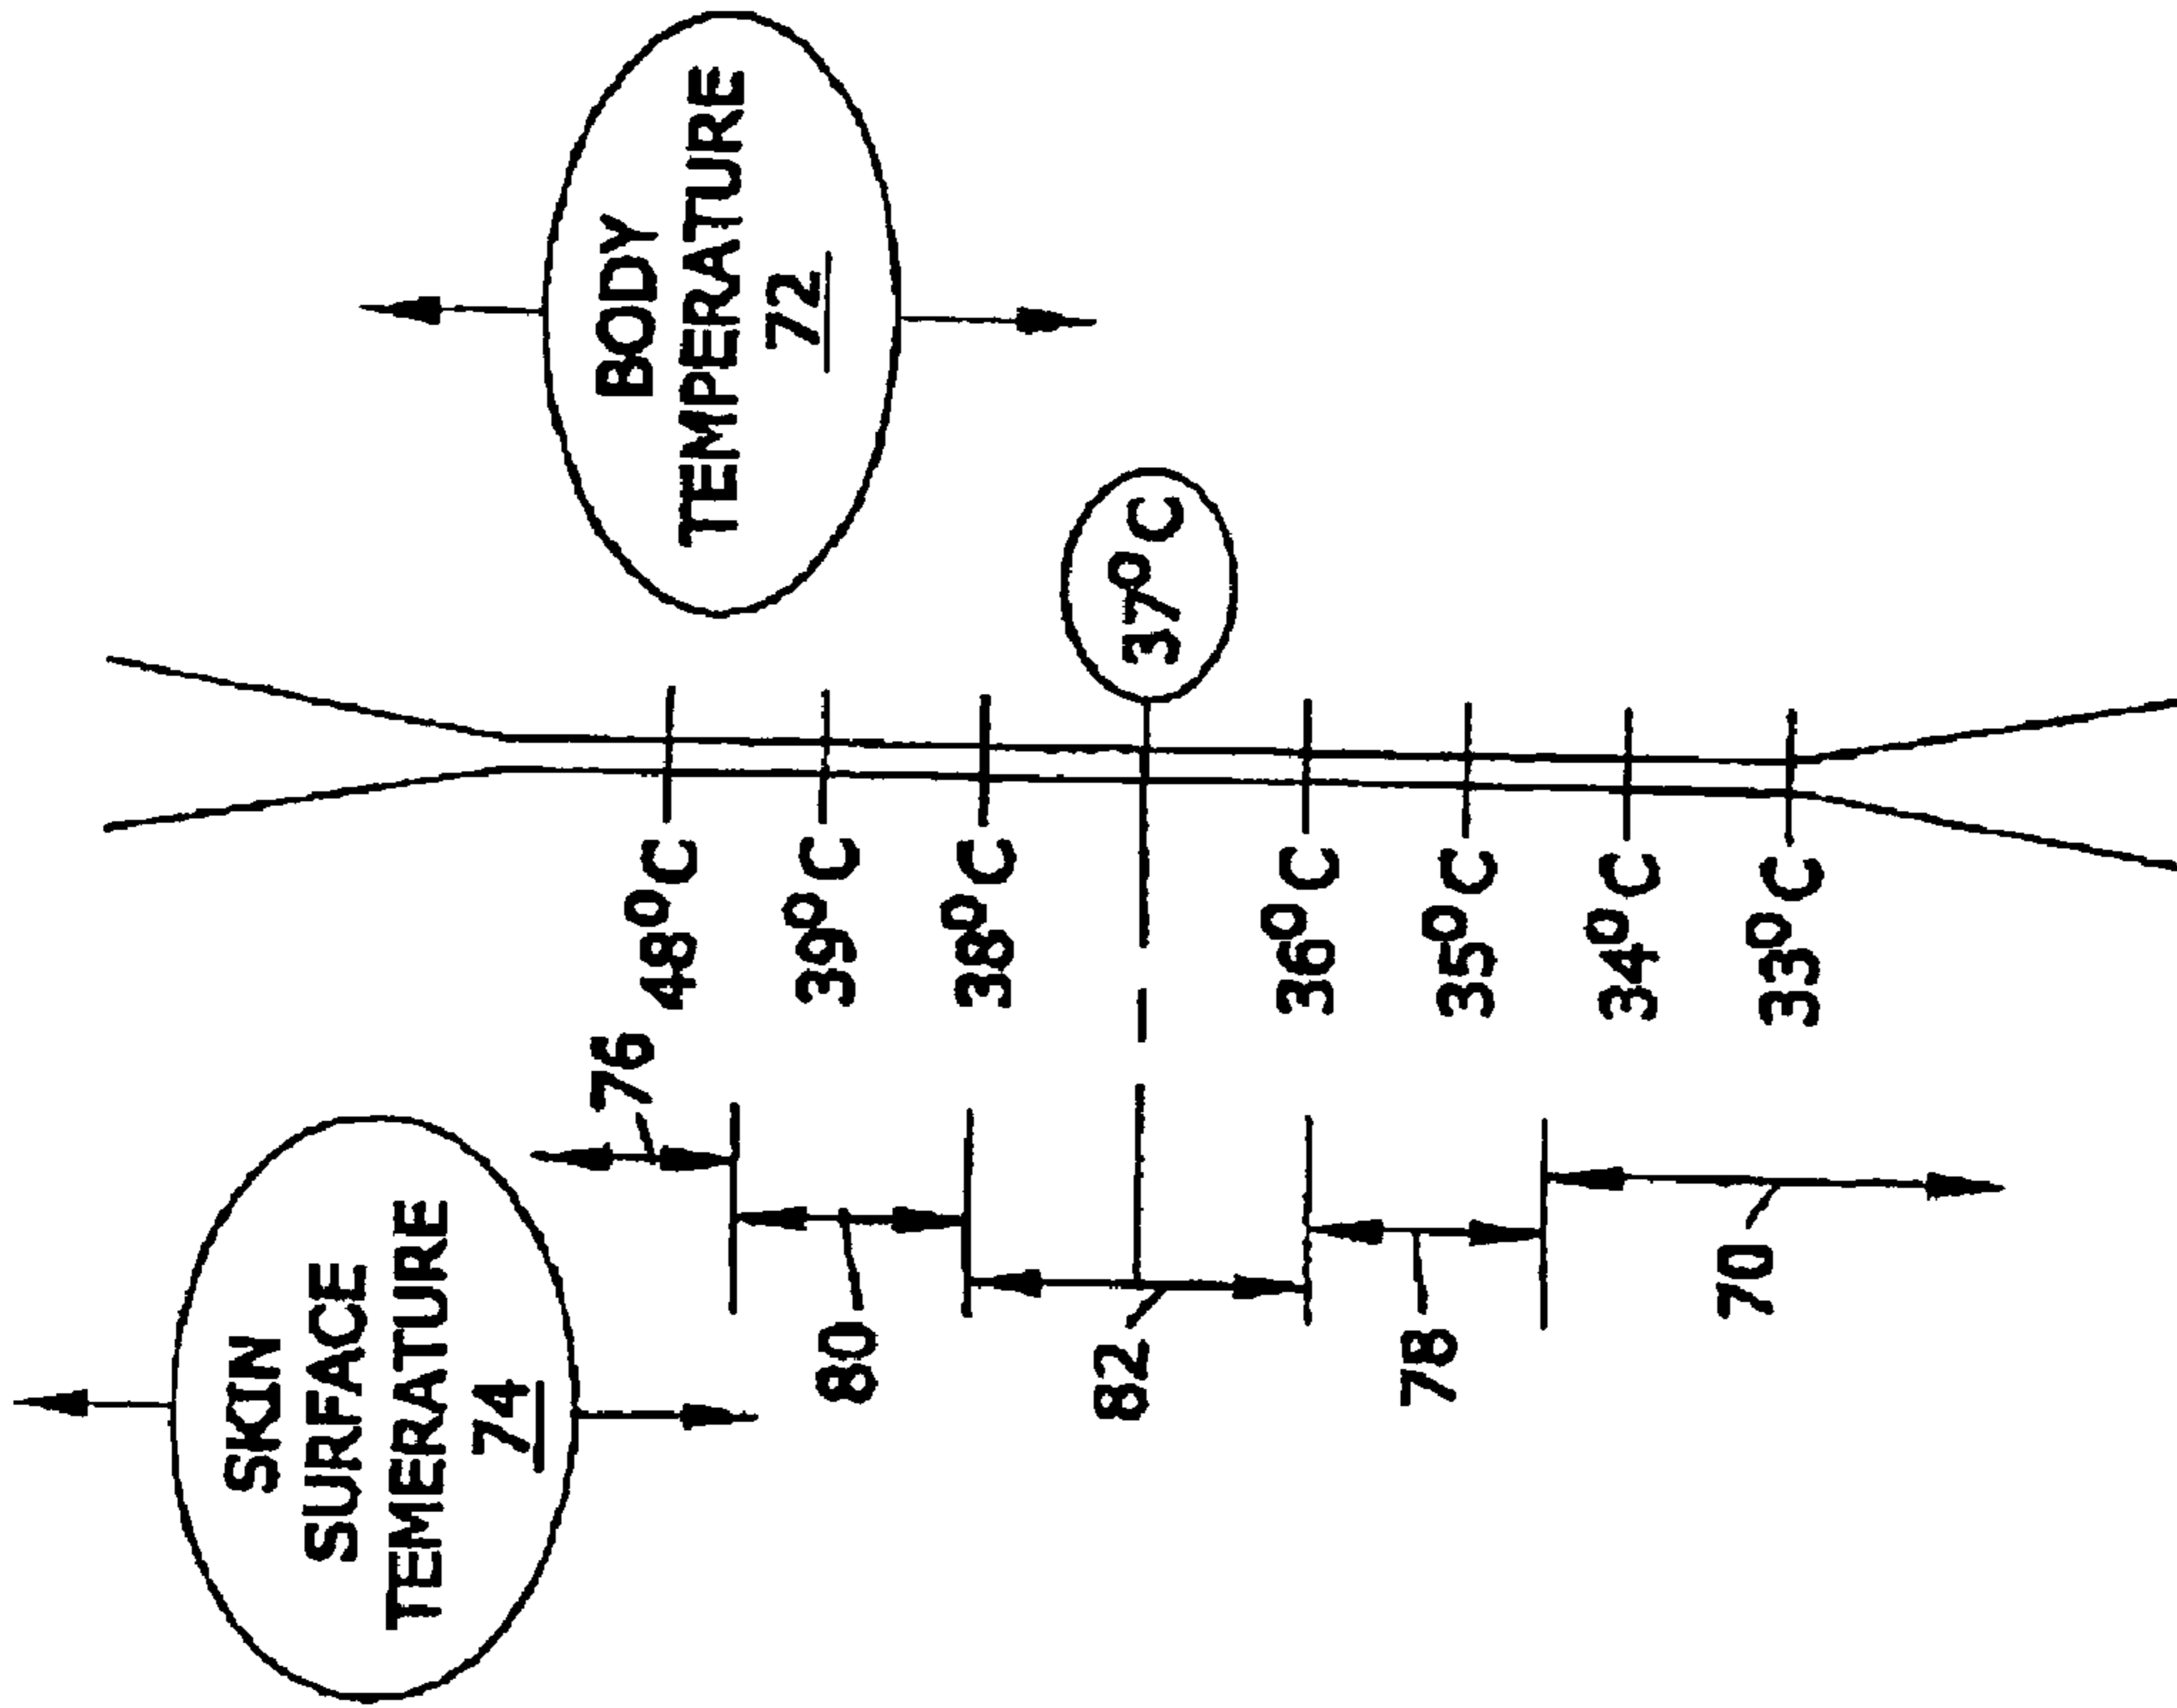 SKIN
SURFACE
TEMERATURE
74
BODY
TEMPERATURE
72
76
80
82
78
70
48°C
39°C
38°C
37°C
36°C
35°C
34°C
33°C